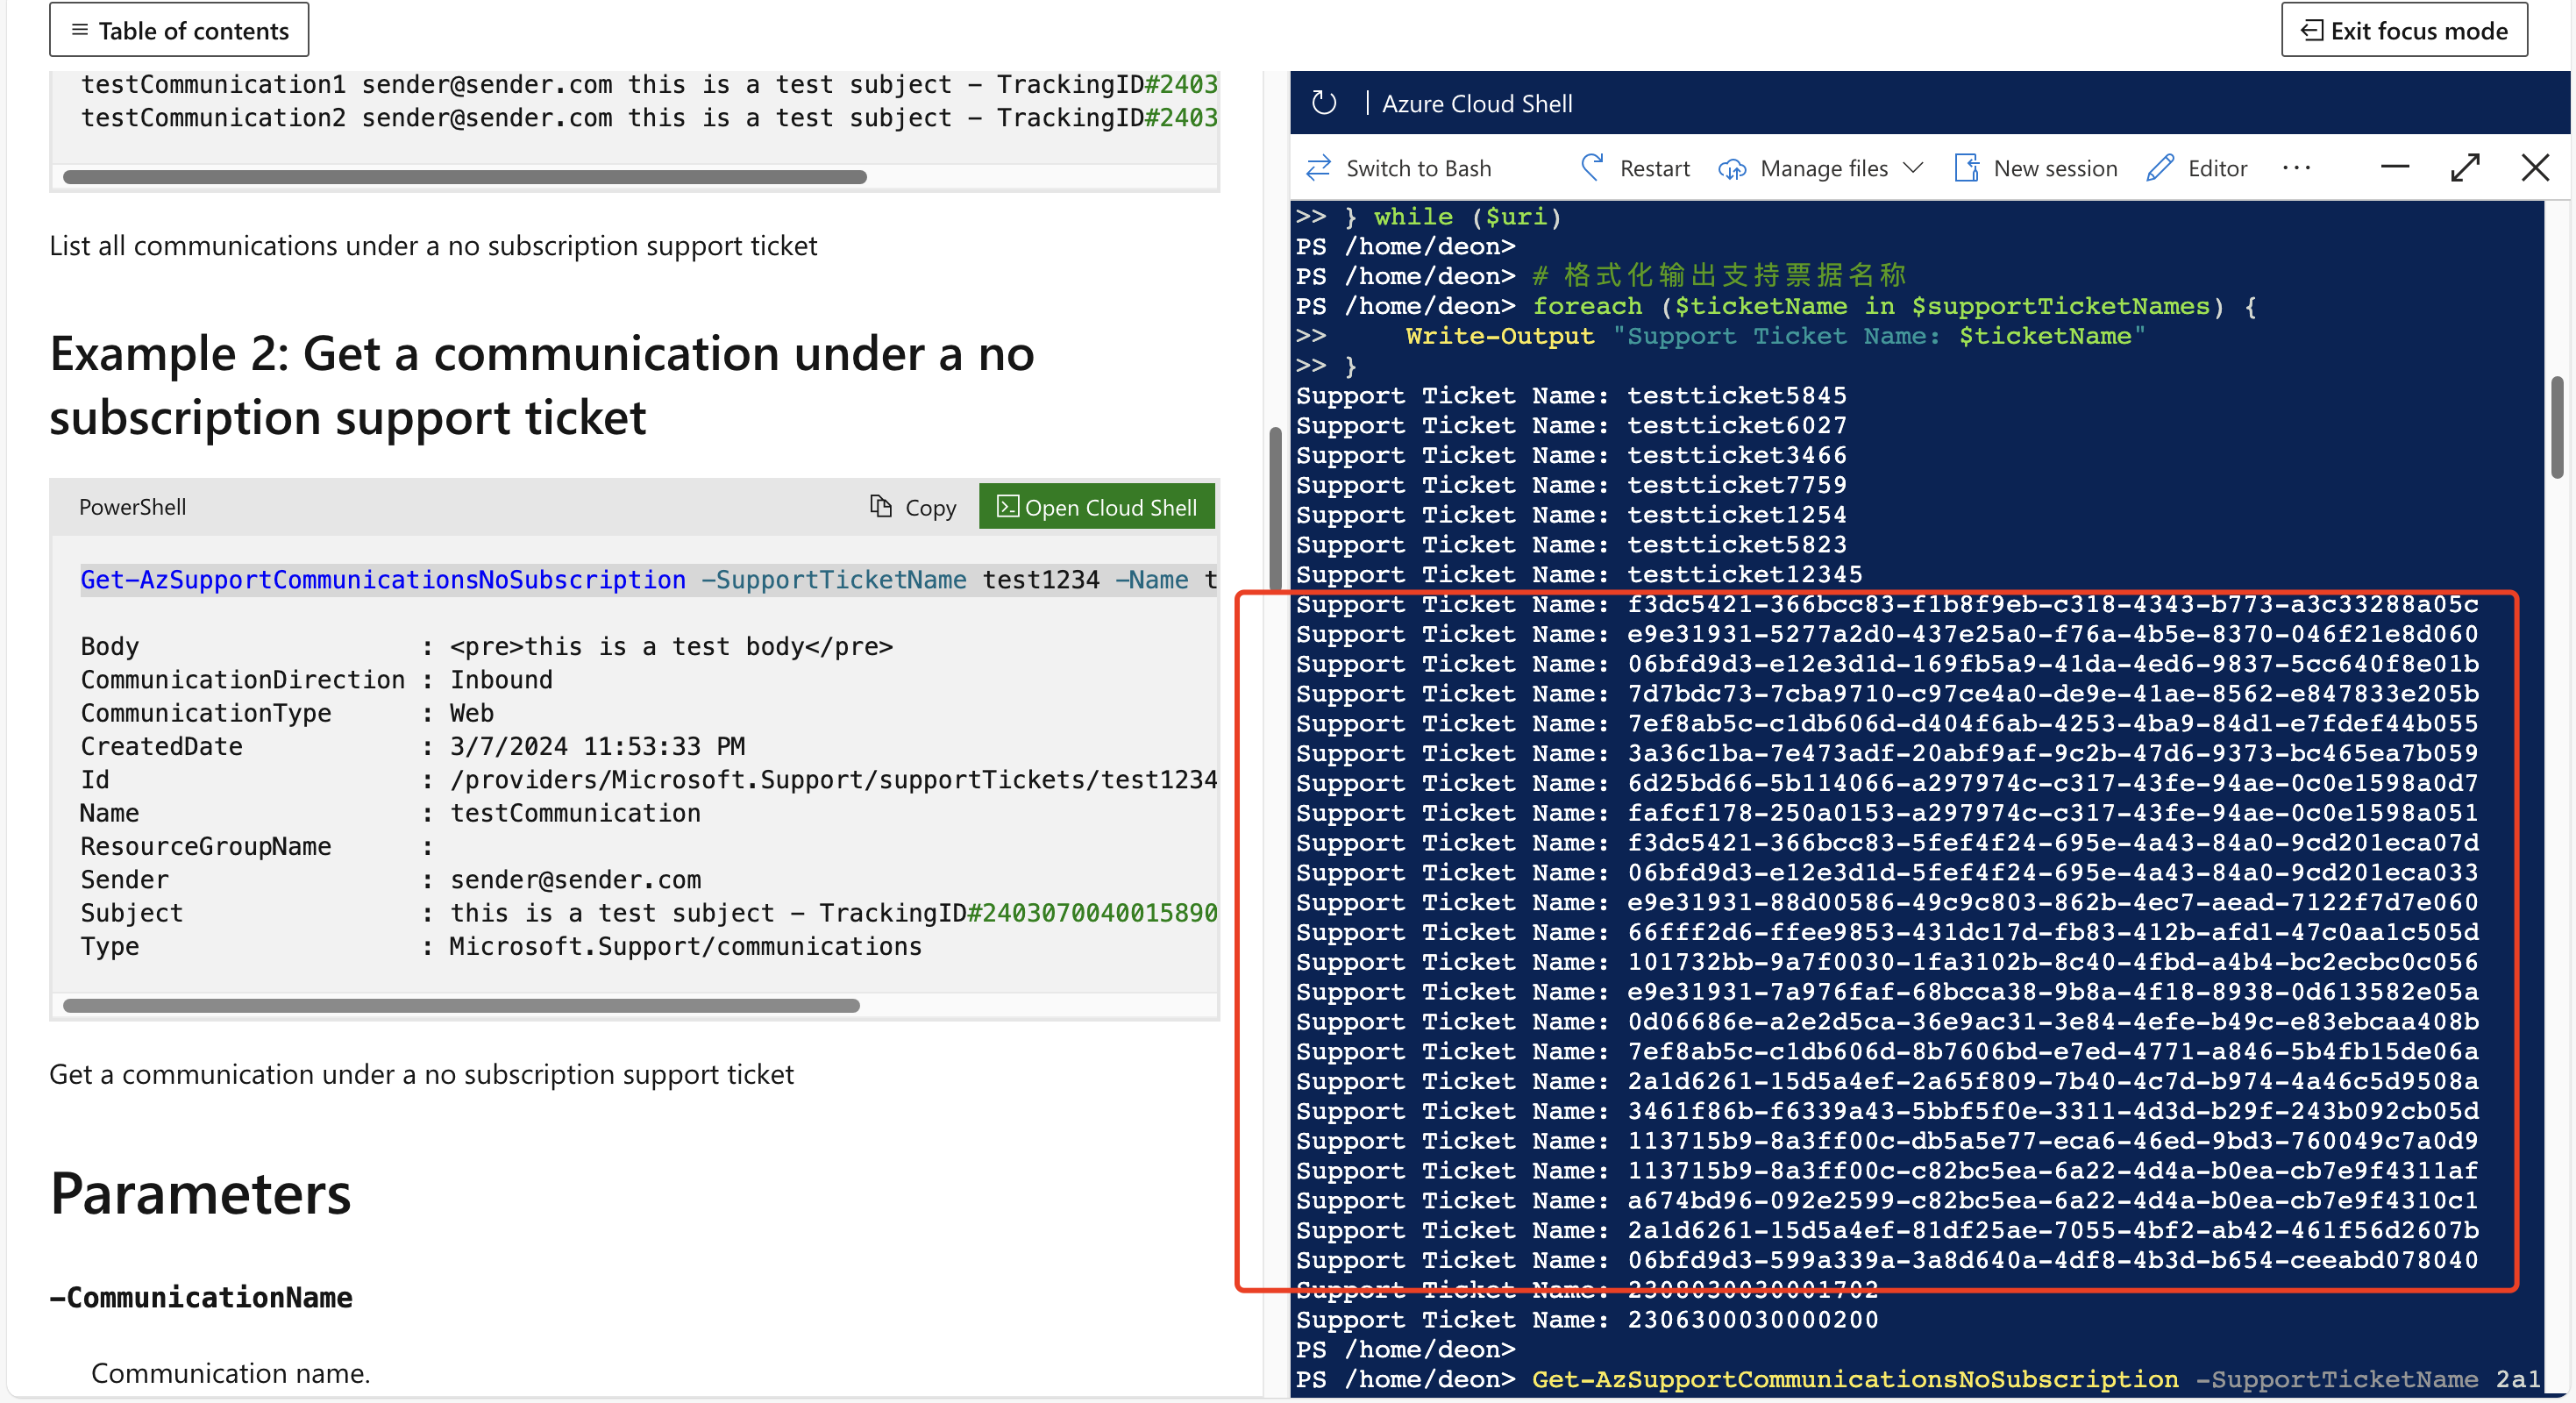 Table of contents
Exit focus mode
testCommunication1 sender@sender.com this is a test subject - TrackingID#2403
testCommunication2 sender@sender.com this is a test subject - TrackingID#2403
List all communications under a no subscription support ticket
Example 2: Get a communication under a no
subscription support ticket
PowerShell
Copy
Open Cloud Shell
Get-AzSupportCommunicationsNoSubscription -SupportTicketName test1234 -Name t
Body : <pre>this is a test body</pre>
CommunicationDirection : Inbound
CommunicationType : Web
CreatedDate : 3/7/2024 11:53:33 PM
Id : /providers/Microsoft.Support/supportTickets/test1234
Name : testCommunication
ResourceGroupName :
Sender : sender@sender.com
Subject : this is a test subject - TrackingID#2403070040015890
Type : Microsoft.Support/communications
Get a communication under a no subscription support ticket
Parameters
-CommunicationName
Communication name.
| Azure Cloud Shell
Switch to Bash
Restart
Manage files
New session
Editor
...
>> } while ($uri)
PS /home/deon>
PS /home/deon> # 格式化输出支持票据名称
PS /home/deon> foreach ($ticketName in $supportTicketNames) {
>>     Write-Output "Support Ticket Name: $ticketName"
>> }
Support Ticket Name: testticket5845
Support Ticket Name: testticket6027
Support Ticket Name: testticket3466
Support Ticket Name: testticket7759
Support Ticket Name: testticket1254
Support Ticket Name: testticket5823
Support Ticket Name: testticket12345
Support Ticket Name: f3dc5421-366bcc83-f1b8f9eb-c318-4343-b773-a3c33288a05c
Support Ticket Name: e9e31931-5277a2d0-437e25a0-f76a-4b5e-8370-046f21e8d060
Support Ticket Name: 06bfd9d3-e12e3d1d-169fb5a9-41da-4ed6-9837-5cc640f8e01b
Support Ticket Name: 7d7bdc73-7cba9710-c97ce4a0-de9e-41ae-8562-e847833e205b
Support Ticket Name: 7ef8ab5c-c1db606d-d404f6ab-4253-4ba9-84d1-e7fdef44b055
Support Ticket Name: 3a36c1ba-7e473adf-20abf9af-9c2b-47d6-9373-bc465ea7b059
Support Ticket Name: 6d25bd66-5b114066-a297974c-c317-43fe-94ae-0c0e1598a0d7
Support Ticket Name: fafcf178-250a0153-a297974c-c317-43fe-94ae-0c0e1598a051
Support Ticket Name: f3dc5421-366bcc83-5fef4f24-695e-4a43-84a0-9cd201eca07d
Support Ticket Name: 06bfd9d3-e12e3d1d-5fef4f24-695e-4a43-84a0-9cd201eca033
Support Ticket Name: e9e31931-88d00586-49c9c803-862b-4ec7-aead-7122f7d7e060
Support Ticket Name: 66fff2d6-ffee9853-431dc17d-fb83-412b-afd1-47c0aa1c505d
Support Ticket Name: 101732bb-9a7f0030-1fa3102b-8c40-4fbd-a4b4-bc2ecbc0c056
Support Ticket Name: e9e31931-7a976faf-68bcca38-9b8a-4f18-8938-0d613582e05a
Support Ticket Name: 0d06686e-a2e2d5ca-36e9ac31-3e84-4efe-b49c-e83ebcaa408b
Support Ticket Name: 7ef8ab5c-c1db606d-8b7606bd-e7ed-4771-a846-5b4fb15de06a
Support Ticket Name: 2a1d6261-15d5a4ef-2a65f809-7b40-4c7d-b974-4a46c5d9508a
Support Ticket Name: 3461f86b-f6339a43-5bbf5f0e-3311-4d3d-b29f-243b092cb05d
Support Ticket Name: 113715b9-8a3ff00c-db5a5e77-eca6-46ed-9bd3-760049c7a0d9
Support Ticket Name: 113715b9-8a3ff00c-c82bc5ea-6a22-4d4a-b0ea-cb7e9f4311af
Support Ticket Name: a674bd96-092e2599-c82bc5ea-6a22-4d4a-b0ea-cb7e9f4310c1
Support Ticket Name: 2a1d6261-15d5a4ef-81df25ae-7055-4bf2-ab42-461f56d2607b
Support Ticket Name: 06bfd9d3-599a339a-3a8d640a-4df8-4b3d-b654-ceeabd078040
Support Ticket Name: 2308030030001702
Support Ticket Name: 2306300030000200
PS /home/deon>
PS /home/deon> Get-AzSupportCommunicationsNoSubscription -SupportTicketName 2a1